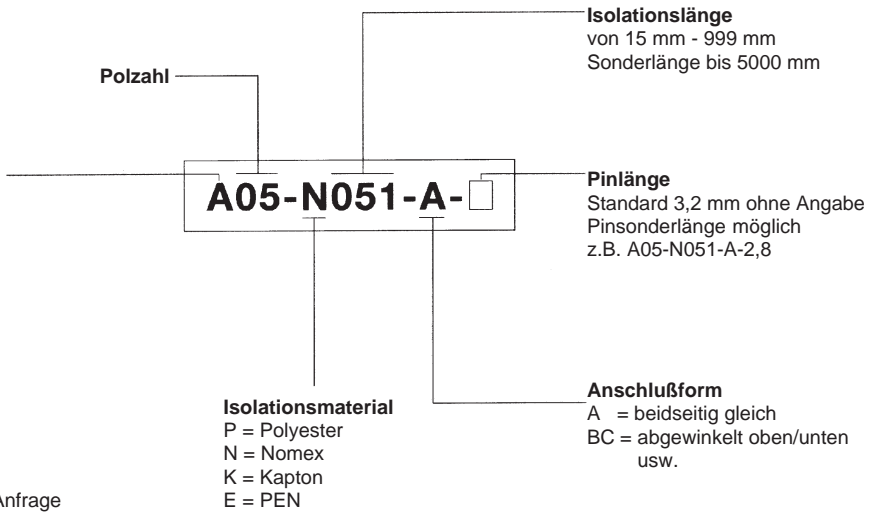 Isolationslänge
von 15 mm - 999 mm
Sonderlänge bis 5000 mm
Polzahl
A05-N051-A-
Pinlänge
Standard 3,2 mm ohne Angabe
Pinsonderlänge möglich
z.B. A05-N051-A-2,8
Isolationsmaterial
P = Polyester
N = Nomex
K = Kapton
E = PEN
Anschlußform
A = beidseitig gleich
BC = abgewinkelt oben/unten
usw.
Anfrage